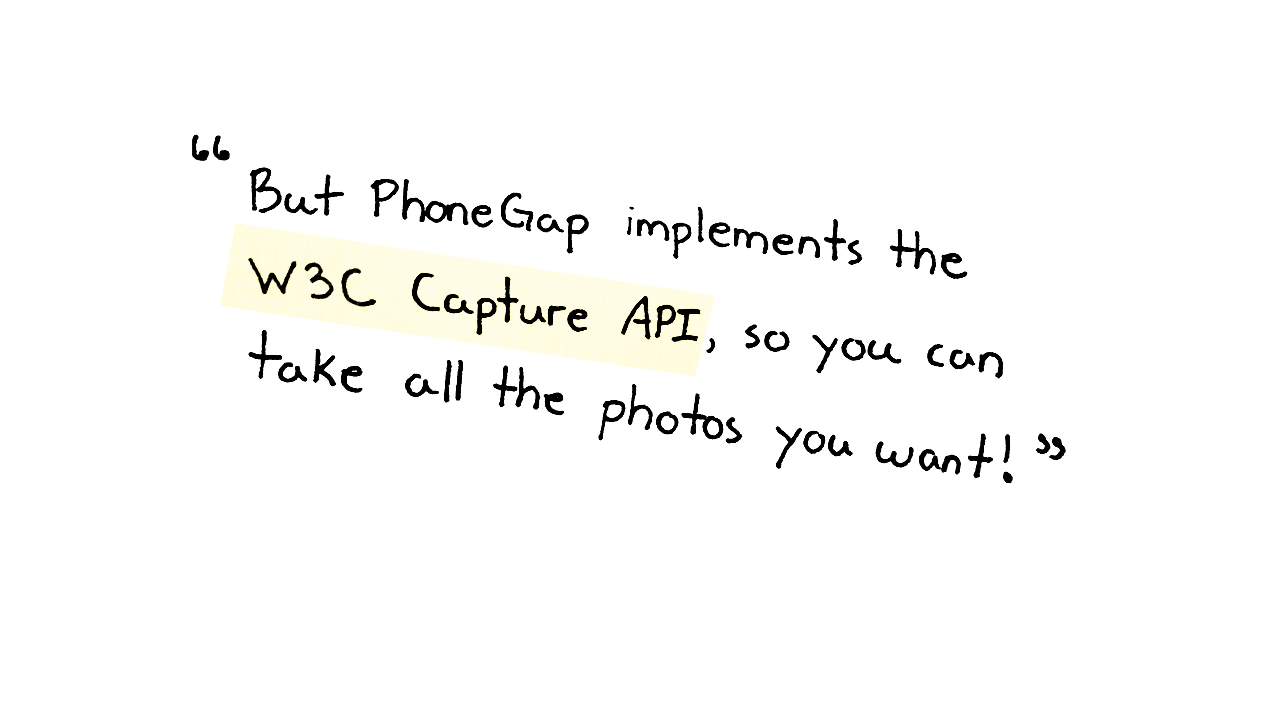 “But PhoneGap implements the
W3C Capture API, so you can
take all the photos you want!”